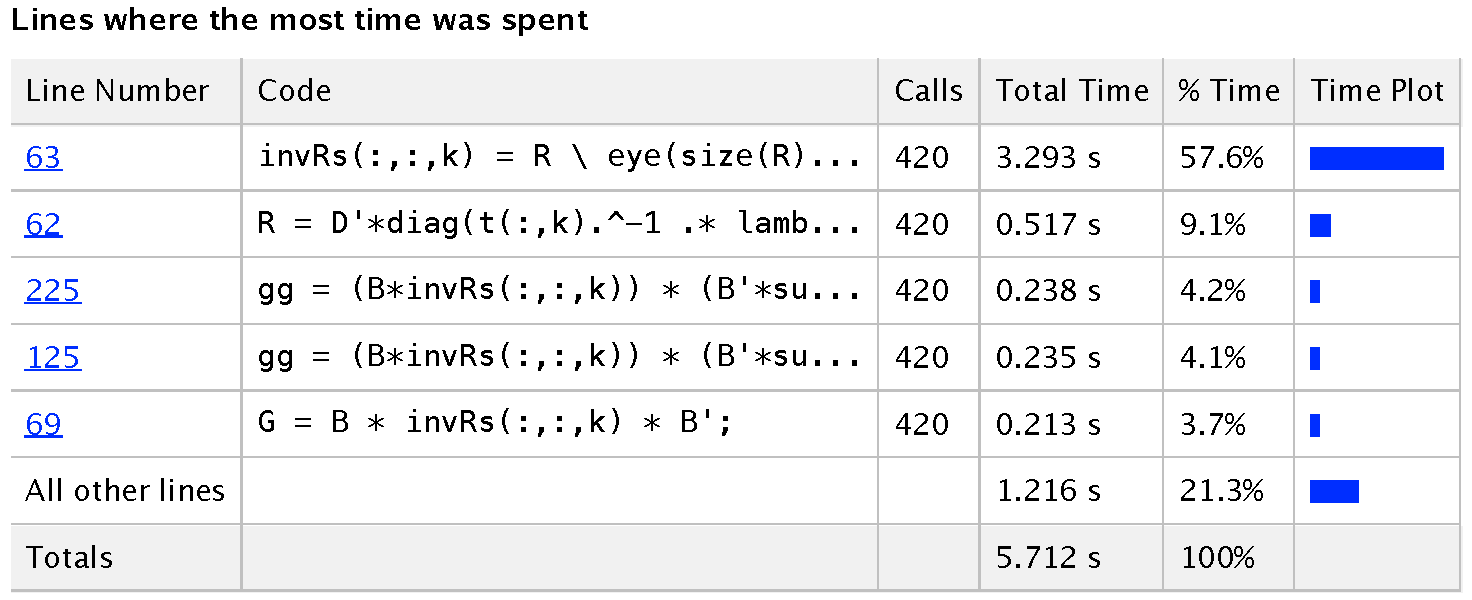 Lines where the most time was spent
Line Number Code Calls Total Time % Time Time Plot
63 invRs(:,:,k) = R \ eye(size(R)... 420 3.293 s 57.6%
62 R = D'*diag(t(:,k).^-1 .* lamb... 420 0.517 s 9.1%
225 gg = (B*invRs(:,:,k)) * (B'*su... 420 0.238 s 4.2%
125 gg = (B*invRs(:,:,k)) * (B'*su... 420 0.235 s 4.1%
69 G = B * invRs(:,:,k) * B'; 420 0.213 s 3.7%
All other lines 1.216 s 21.3%
Totals 5.712 s 100%